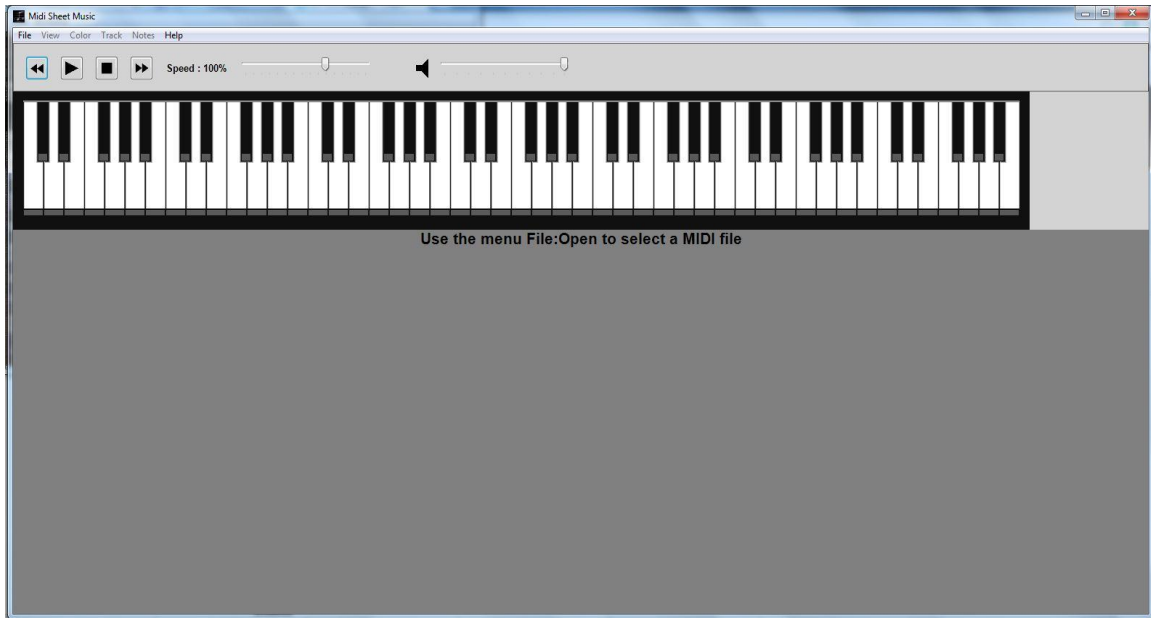 Midi Sheet Music
File View Color Track Notes Help
Speed : 100%
Use the menu File:Open to select a MIDI file